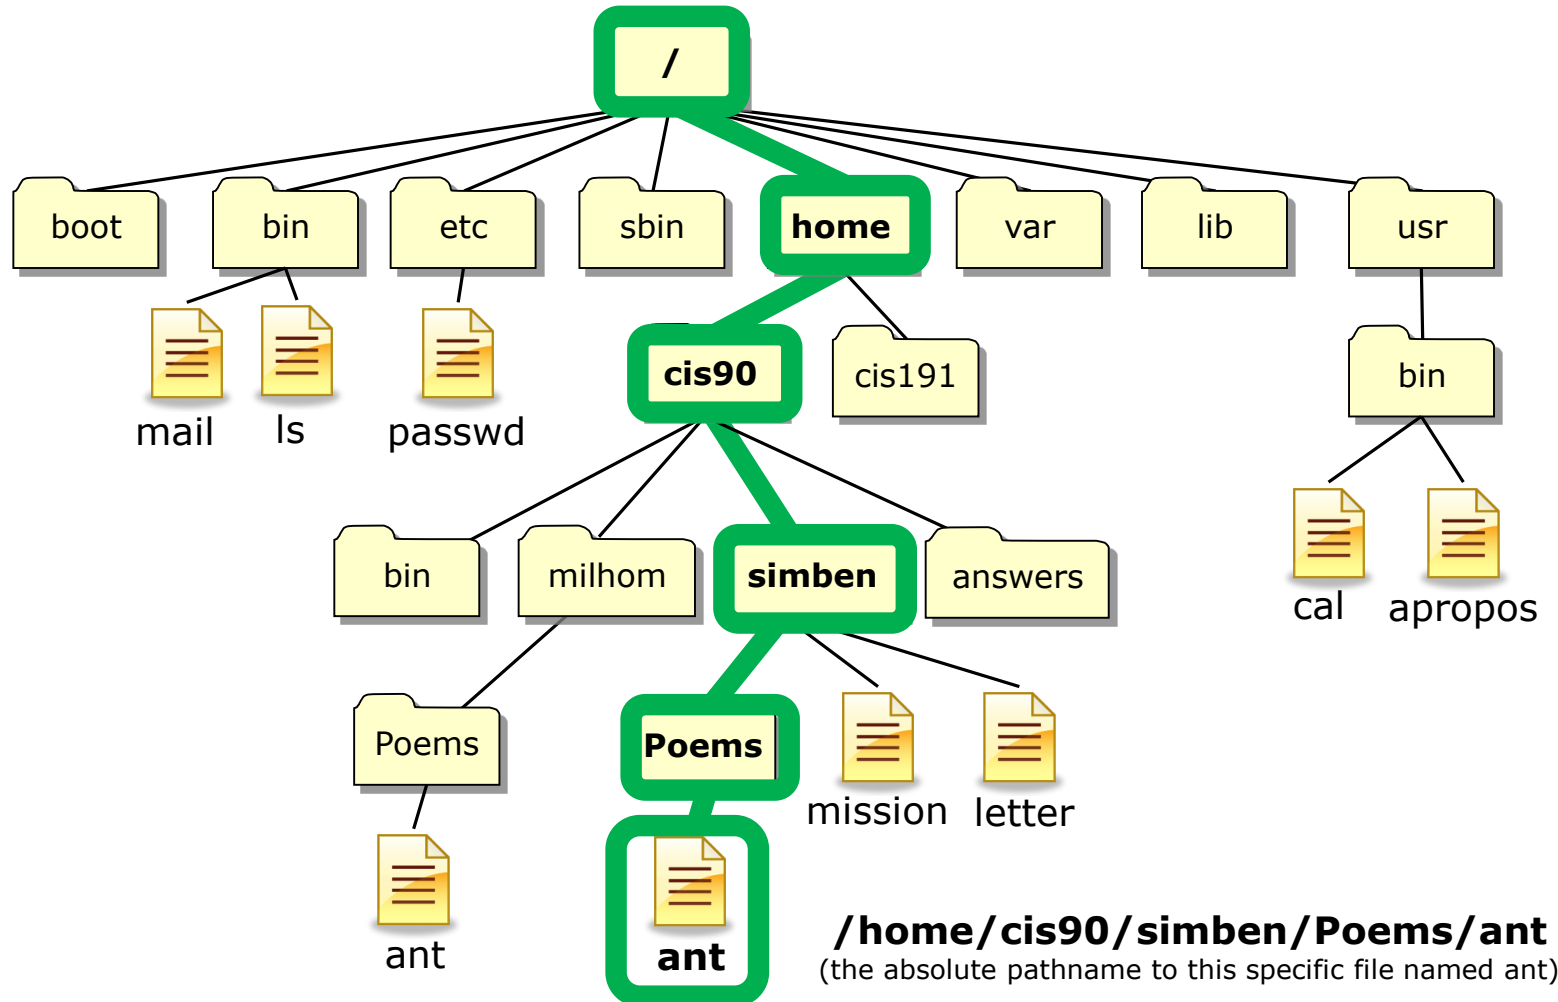 /
boot bin etc sbin home var lib usr
mail ls passwd cis90 cis191 bin
bin milhom simben answers cal apropos
Poems Poems mission letter
ant ant
/home/cis90/simben/Poems/ant
(the absolute pathname to this specific file named ant)